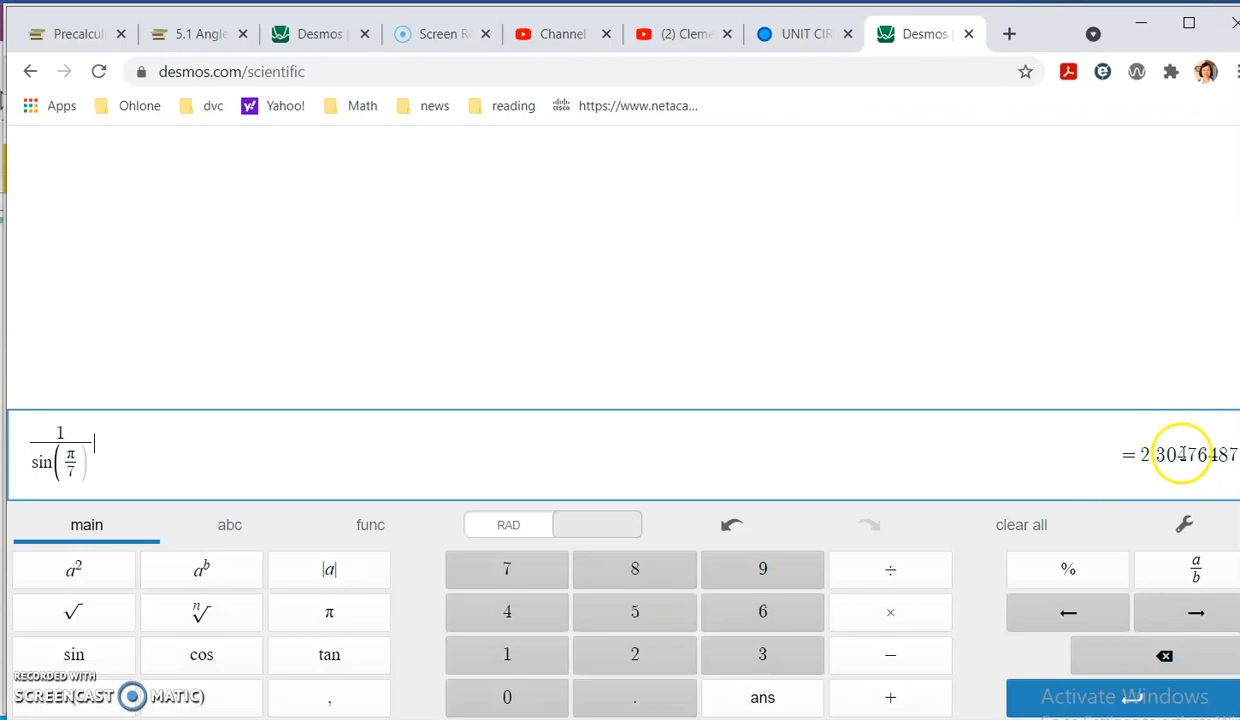 Precalcul 5.1 Angle Desmos | Screen R Channel (2) Cleme UNIT CIR Desmos |
desmos.com/scientific
Apps Ohlone dvc Yahoo! Math news reading https://www.netaca...
1
sin(π/7)
= 2.30476487
main abc func RAD clear all
a² aᵇ |a| 7 8 9 ÷ % a/b
√ ⁿ√ π 4 5 6 × ← →
sin cos tan 1 2 3 −
RECORDED WITH
SCREENCAST MATIC
, 0 . ans + Activate Windows